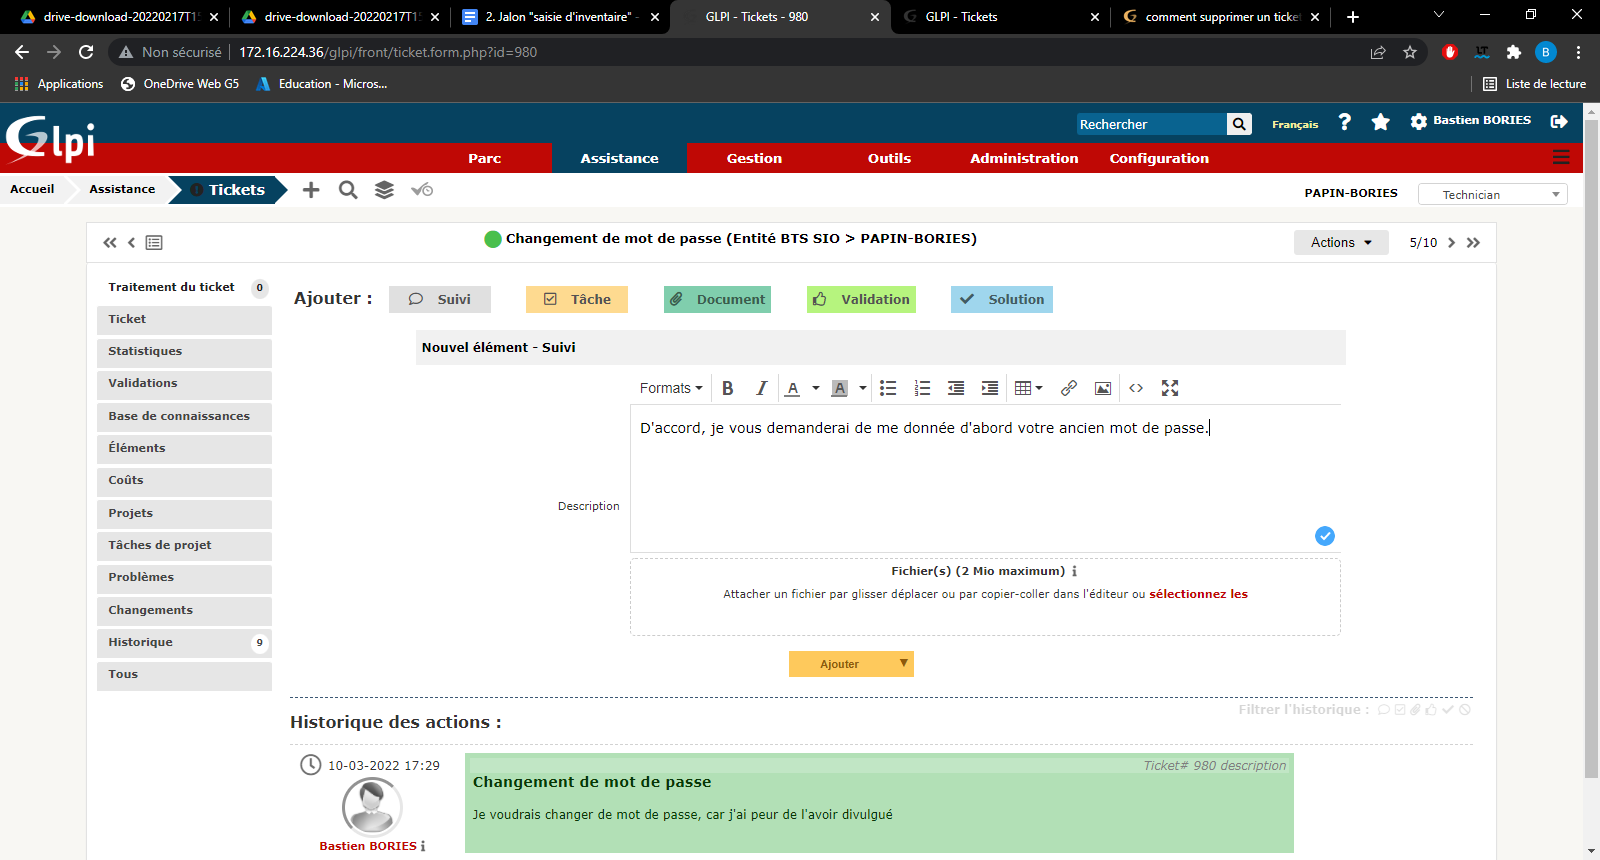 drive-download-20220217T15
drive-download-20220217T15
2. Jalon "saisie d'inventaire" -
GLPI - Tickets - 980
GLPI - Tickets
comment supprimer un ticke
Non sécurisé
172.16.224.36/glpi/front/ticket.form.php?id=980
B
Applications
OneDrive Web G5
Education - Micros...
Liste de lecture
Glpi
Rechercher
Français
?
Bastien BORIES
Parc
Assistance
Gestion
Outils
Administration
Configuration
Accueil
Assistance
Tickets
PAPIN-BORIES
Technician
Changement de mot de passe (Entité BTS SIO > PAPIN-BORIES)
Actions
5/10
Traitement du ticket 0
Ticket
Statistiques
Validations
Base de connaissances
Éléments
Coûts
Projets
Tâches de projet
Problèmes
Changements
Historique 9
Tous
Ajouter :
Suivi
Tâche
Document
Validation
Solution
Nouvel élément - Suivi
Formats
B
I
A
A
D'accord, je vous demanderai de me donnée d'abord votre ancien mot de passe.
Description
Fichier(s) (2 Mio maximum)
Attacher un fichier par glisser déplacer ou par copier-coller dans l'éditeur ou sélectionnez les
Ajouter
Filtrer l'historique :
Historique des actions :
10-03-2022 17:29
Bastien BORIES
Ticket# 980 description
Changement de mot de passe
Je voudrais changer de mot de passe, car j'ai peur de l'avoir divulgué